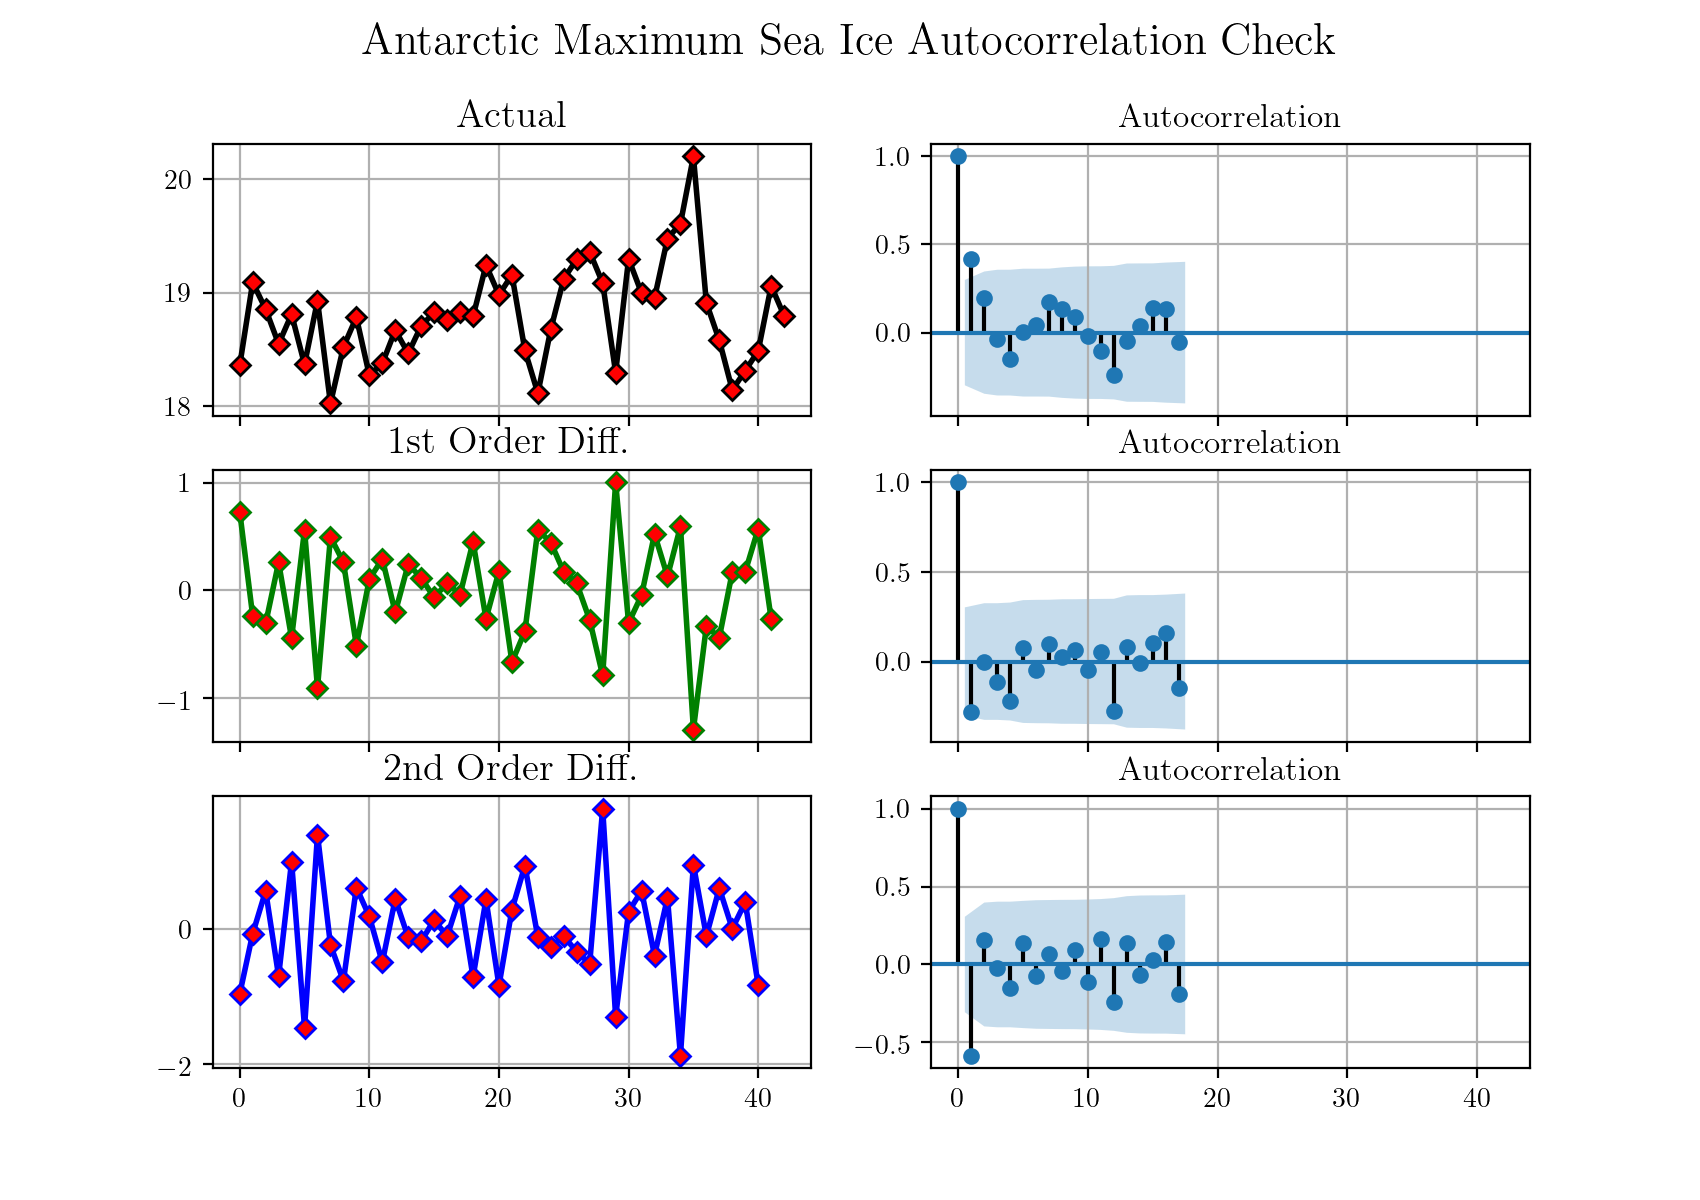 Antarctic Maximum Sea Ice Autocorrelation Check
Actual
20
19
18
Autocorrelation
1.0
0.5
0.0
1st Order Diff.
1
0
−1
Autocorrelation
1.0
0.5
0.0
2nd Order Diff.
0
−2
0 10 20 30 40
Autocorrelation
1.0
0.5
0.0
−0.5
0 10 20 30 40